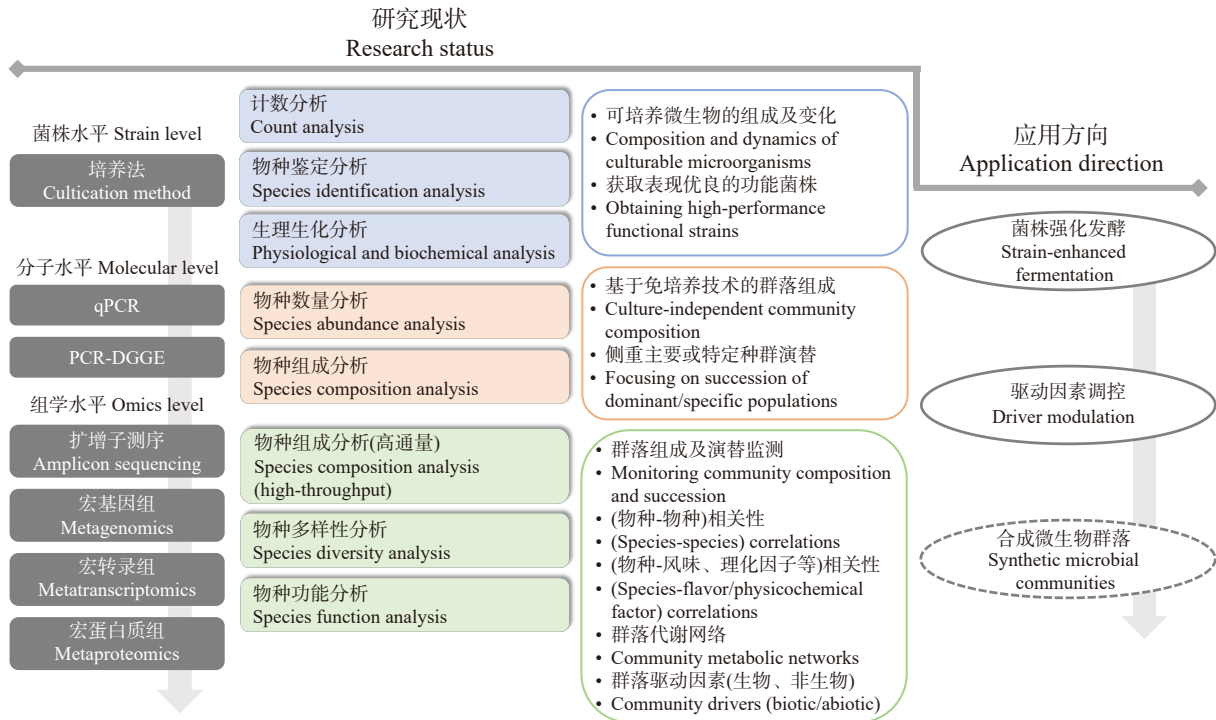 研究现状
Research status
应用方向
Application direction
菌株水平 Strain level
培养法
Cultication method
分子水平 Molecular level
qPCR
PCR-DGGE
组学水平 Omics level
扩增子测序
Amplicon sequencing
宏基因组
Metagenomics
宏转录组
Metatranscriptomics
宏蛋白质组
Metaproteomics
计数分析
Count analysis
物种鉴定分析
Species identification analysis
生理生化分析
Physiological and biochemical analysis
物种数量分析
Species abundance analysis
物种组成分析
Species composition analysis
物种组成分析(高通量)
Species composition analysis
(high-throughput)
物种多样性分析
Species diversity analysis
物种功能分析
Species function analysis
• 可培养微生物的组成及变化
• Composition and dynamics of
culturable microorganisms
• 获取表现优良的功能菌株
• Obtaining high-performance
functional strains
• 基于免培养技术的群落组成
• Culture-independent community
composition
• 侧重主要或特定种群演替
• Focusing on succession of
dominant/specific populations
• 群落组成及演替监测
• Monitoring community composition
and succession
• (物种-物种)相关性
• (Species-species) correlations
• (物种-风味、理化因子等)相关性
• (Species-flavor/physicochemical
factor) correlations
• 群落代谢网络
• Community metabolic networks
• 群落驱动因素(生物、非生物)
• Community drivers (biotic/abiotic)
菌株强化发酵
Strain-enhanced
fermentation
驱动因素调控
Driver modulation
合成微生物群落
Synthetic microbial
communities